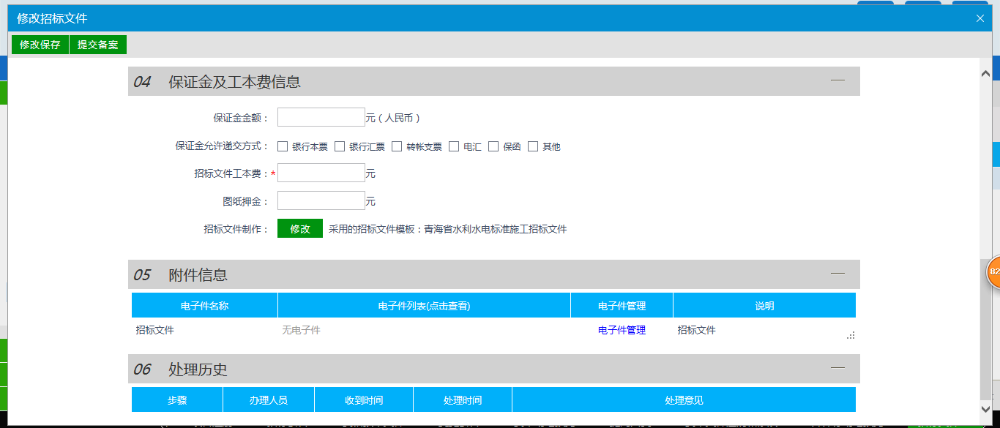 修改招标文件
修改保存 提交备案
04 保证金及工本费信息
保证金金额： 元（人民币）
保证金允许递交方式： 银行本票 银行汇票 转帐支票 电汇 保函 其他
招标文件工本费：* 元
图纸押金： 元
招标文件制作： 修改 采用的招标文件模板：青海省水利水电标准施工招标文件
05 附件信息
电子件名称 电子件列表(点击查看) 电子件管理 说明
招标文件 无电子件 电子件管理 招标文件
82
06 处理历史
步骤 办理人员 收到时间 处理时间 处理意见